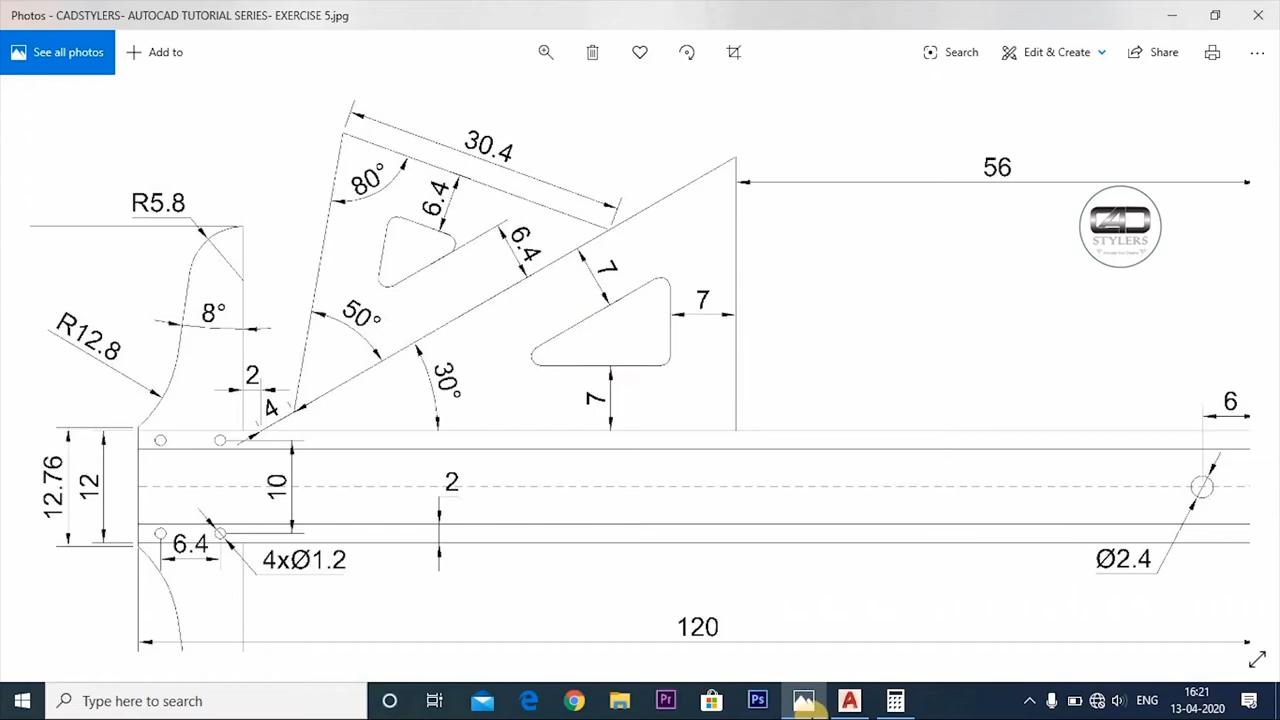 Photos - CADSTYLERS- AUTOCAD TUTORIAL SERIES- EXERCISE 5.jpg
See all photos
Add to
Search
Edit & Create
Share
30.4
80°
6.4
56
CAD
STYLERS
R5.8
6.4
7
7
8°
50°
R12.8
30°
2
4
7
6
12.76
12
10
2
6.4
4xØ1.2
Ø2.4
120
Type here to search
Pr
Ps
ENG
16:21
13-04-2020